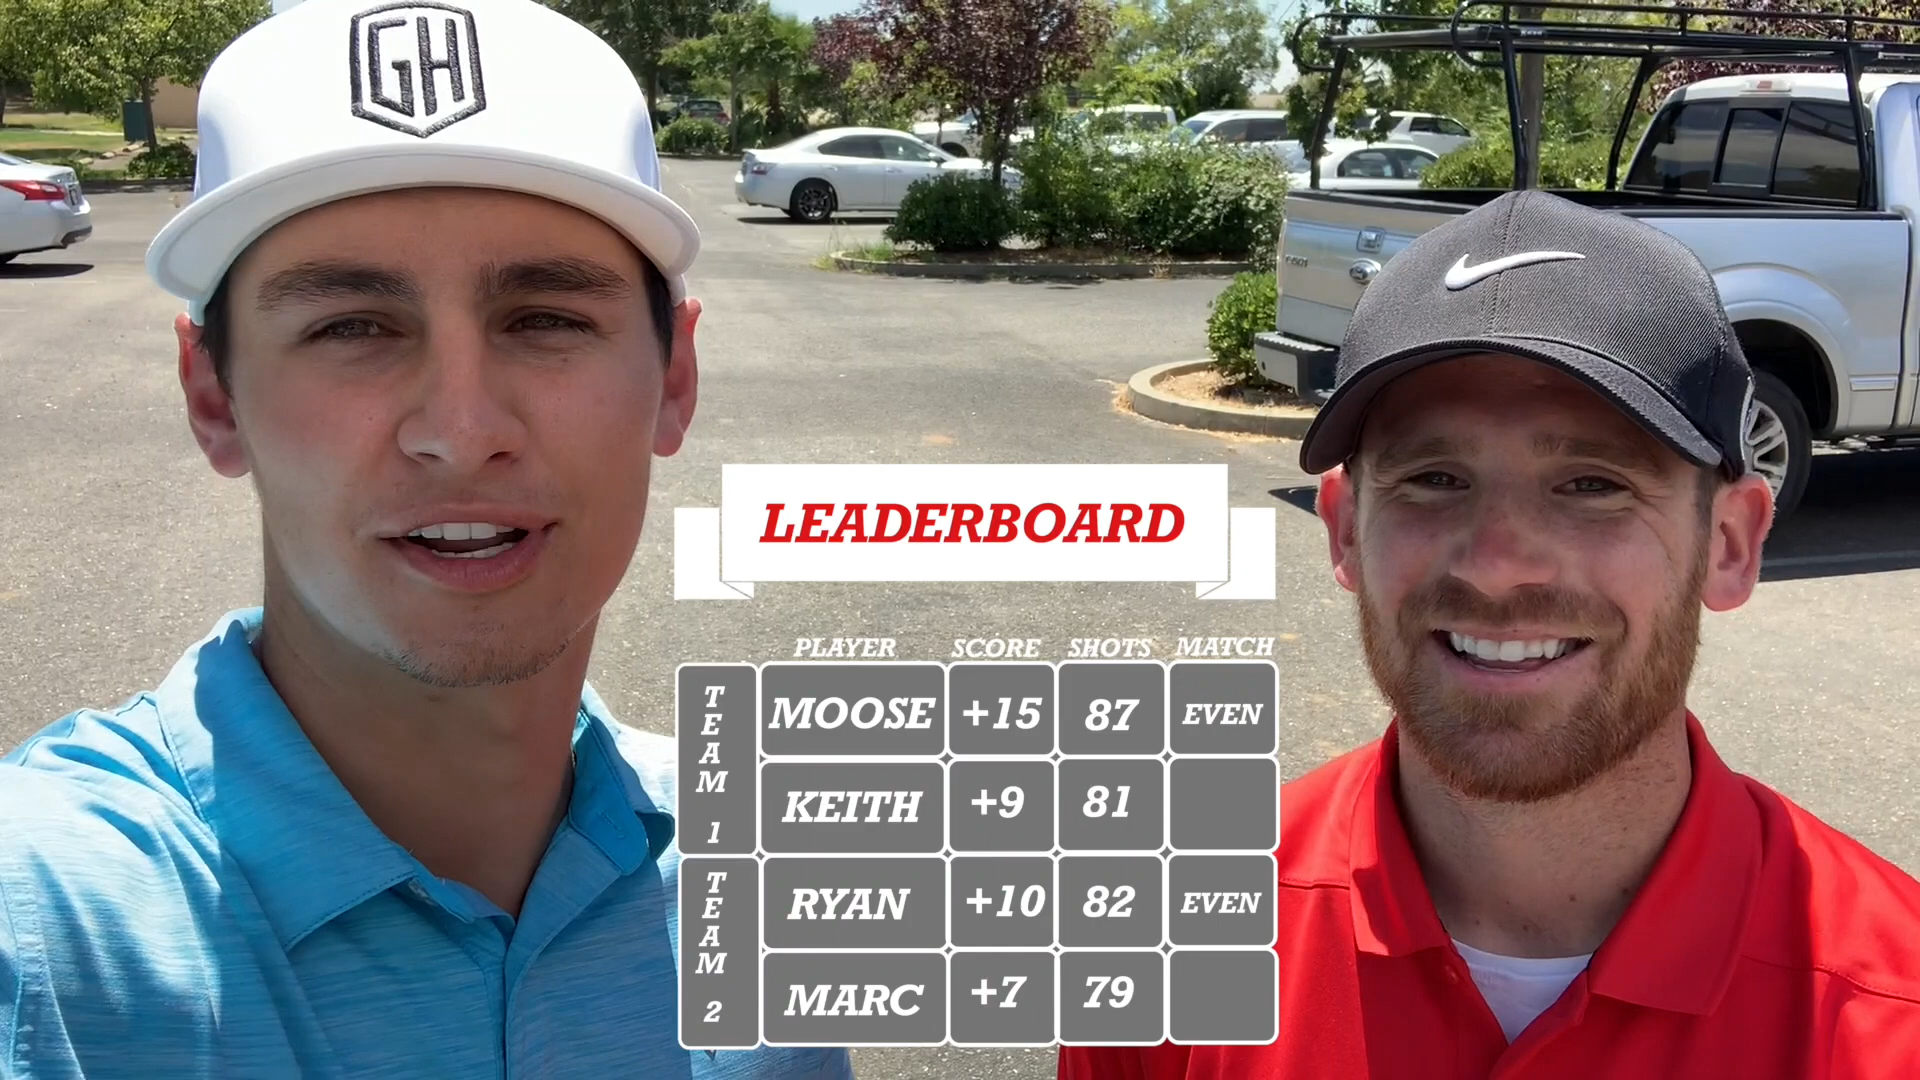 GH
LEADERBOARD
PLAYER SCORE SHOTS MATCH
TEAM 1
MOOSE +15 87 EVEN
KEITH +9 81
TEAM 2
RYAN +10 82 EVEN
MARC +7 79